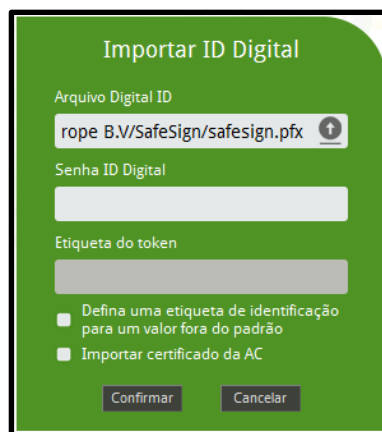 Importar ID Digital
Arquivo Digital ID
rope B.V/SafeSign/safesign.pfx
Senha ID Digital
Etiqueta do token
Defina uma etiqueta de identificação
para um valor fora do padrão
Importar certificado da AC
Confirmar Cancelar